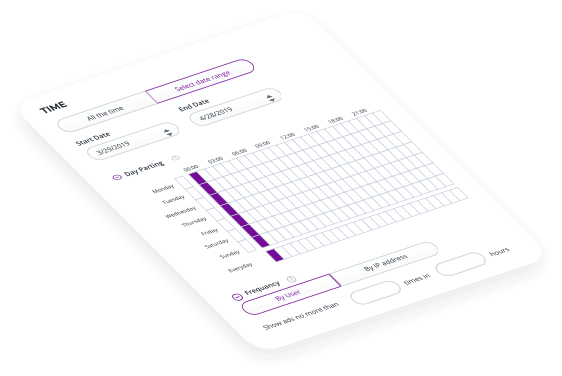 TIME
All the time
Select date range
Start Date
End Date
3/29/2019
4/28/2019
Day Parting
00:00 03:00 06:00 09:00 12:00 15:00 18:00 21:00
Monday
Tuesday
Wednesday
Thursday
Friday
Saturday
Sunday
Everyday
Frequancy
By User
By IP address
Show ads no more than times in hours